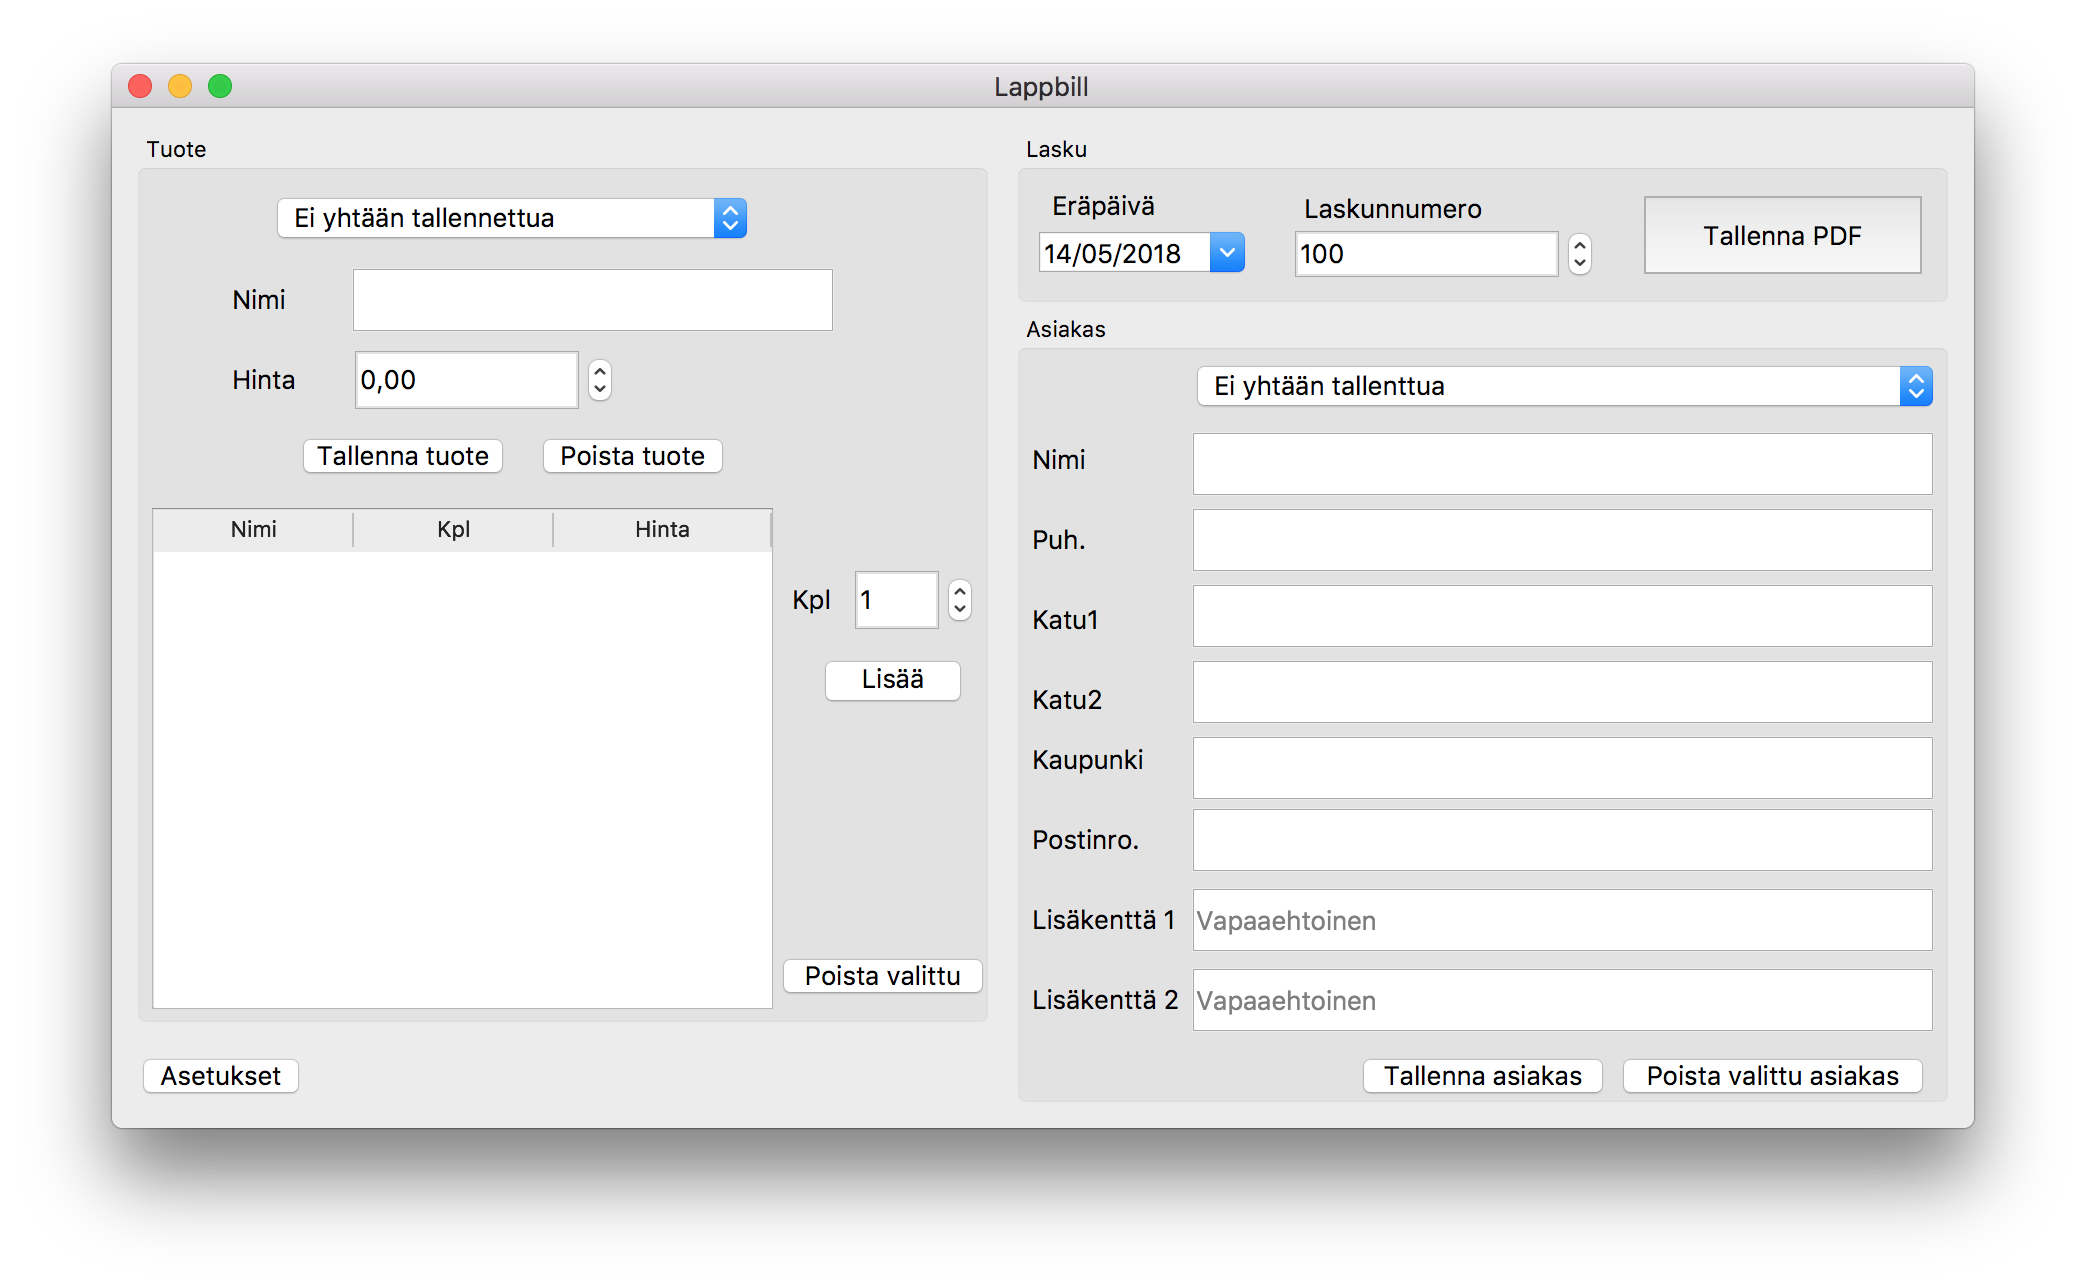 Lappbill
Tuote
Ei yhtään tallennettua
Nimi
Hinta 0,00
Tallenna tuote Poista tuote
Nimi Kpl Hinta
Kpl 1
Lisää
Poista valittu
Asetukset
Lasku
Eräpäivä Laskunnumero
14/05/2018 100 Tallenna PDF
Asiakas
Ei yhtään tallenttua
Nimi
Puh.
Katu1
Katu2
Kaupunki
Postinro.
Lisäkenttä 1 Vapaaehtoinen
Lisäkenttä 2 Vapaaehtoinen
Tallenna asiakas Poista valittu asiakas